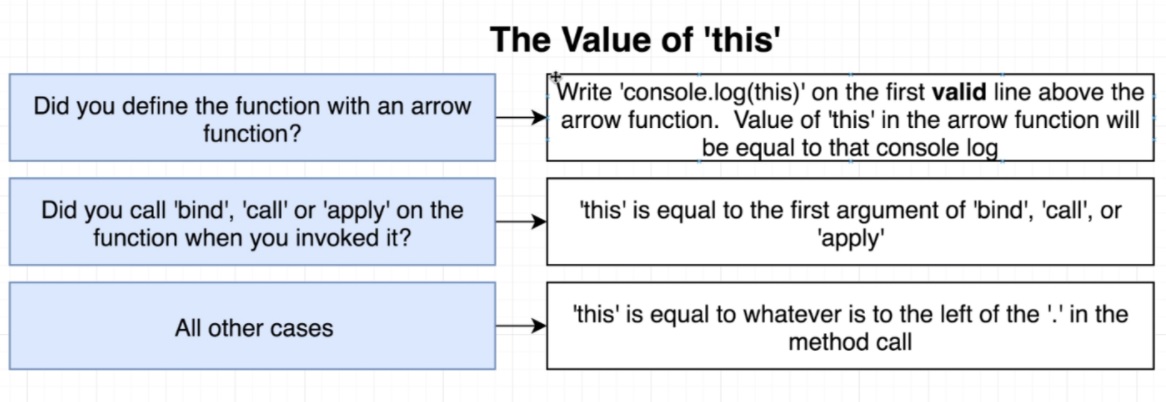 The Value of 'this'
Did you define the function with an arrow
function?
Write 'console.log(this)' on the first valid line above the
arrow function.  Value of 'this' in the arrow function will
be equal to that console log
Did you call 'bind', 'call' or 'apply' on the
function when you invoked it?
'this' is equal to the first argument of 'bind', 'call', or
'apply'
All other cases
'this' is equal to whatever is to the left of the '.' in the
method call